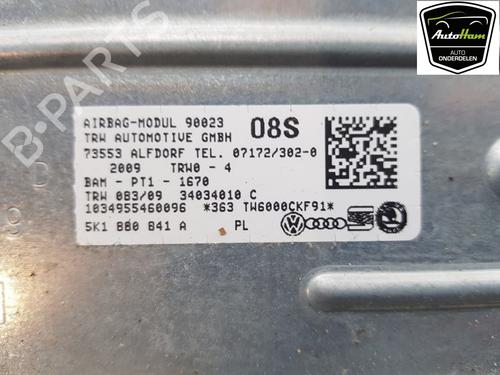 AutoHam
AUTO
ONDERDELEN
B-PARTS
AIRBAG-MODUL 90023 08S
TRW AUTOMOTIVE GMBH
73553 ALFDORF TEL. 07172/302-0
2009 TRW0 - 4
BAM - PT1 - 1670
TRW 083/09 34034010 C
1034955460096 *363 TW6000CKF91*
5K1 880 841 A PL